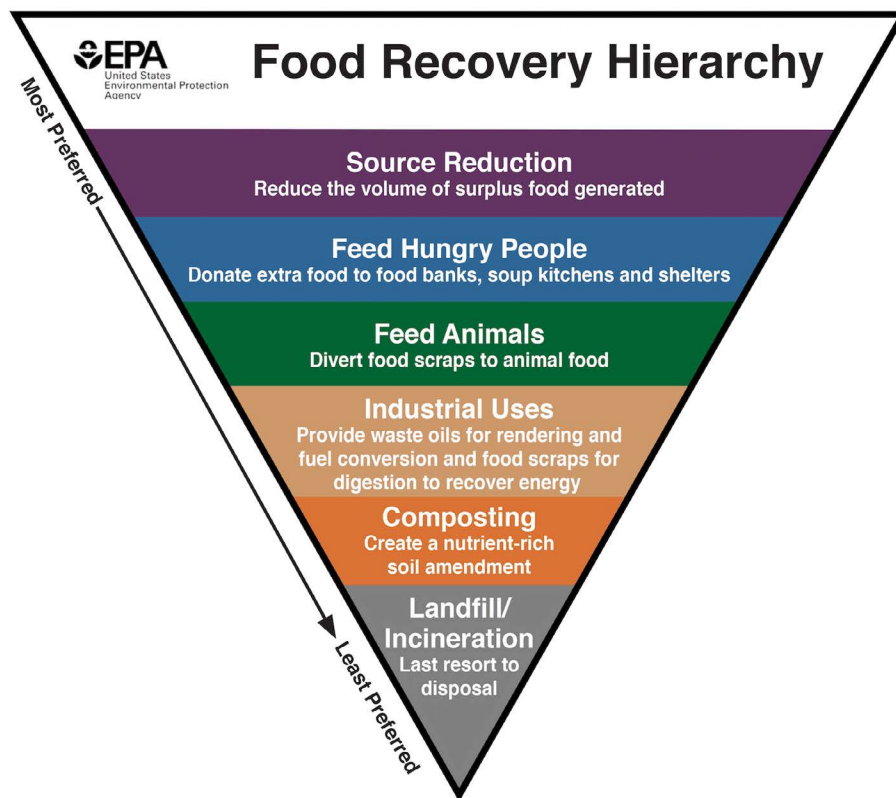 EPA
United States
Environmental Protection
Agency
Food Recovery Hierarchy
Most Preferred
Source Reduction
Reduce the volume of surplus food generated
Feed Hungry People
Donate extra food to food banks, soup kitchens and shelters
Feed Animals
Divert food scraps to animal food
Industrial Uses
Provide waste oils for rendering and
fuel conversion and food scraps for
digestion to recover energy
Composting
Create a nutrient-rich
soil amendment
Landfill/
Incineration
Last resort to
disposal
Least Preferred